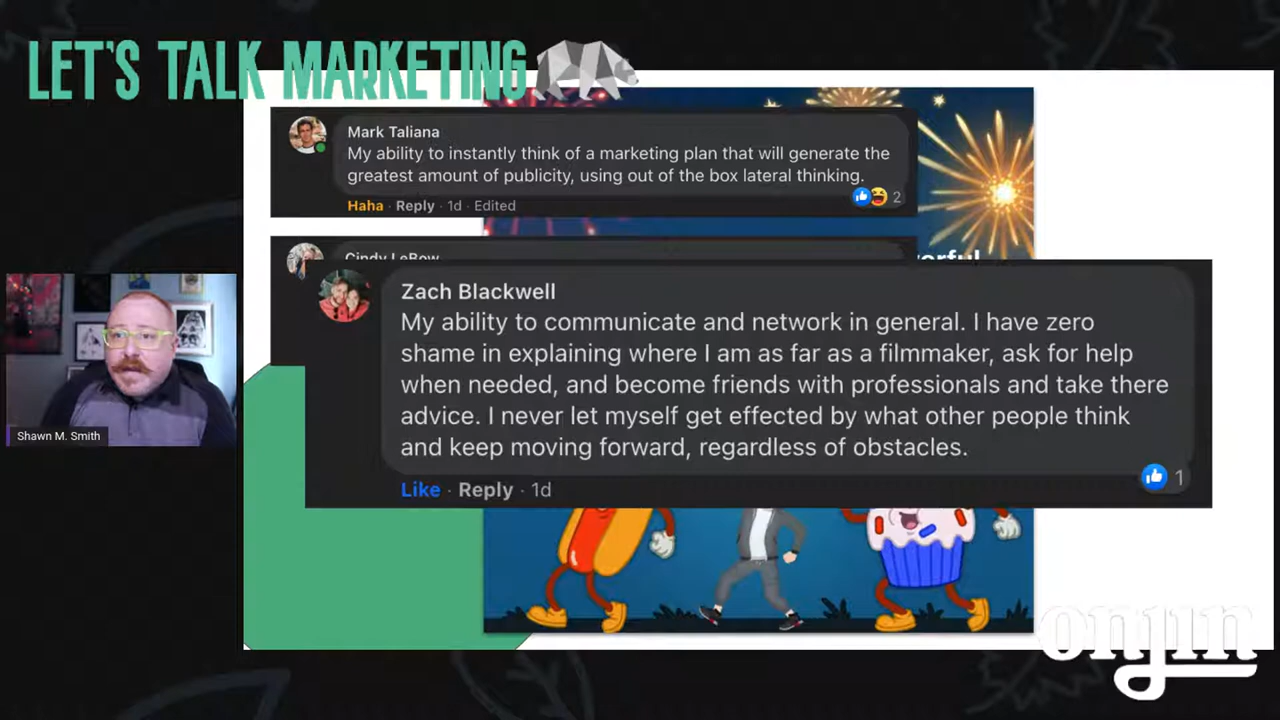 LET'S TALK MARKETING
Mark Taliana
My ability to instantly think of a marketing plan that will generate the
greatest amount of publicity, using out of the box lateral thinking.
Haha · Reply · 1d · Edited
2
Cindy LeBow
Zach Blackwell
My ability to communicate and network in general. I have zero
shame in explaining where I am as far as a filmmaker, ask for help
when needed, and become friends with professionals and take there
advice. I never let myself get effected by what other people think
and keep moving forward, regardless of obstacles.
Like · Reply · 1d
1
Shawn M. Smith
onjin